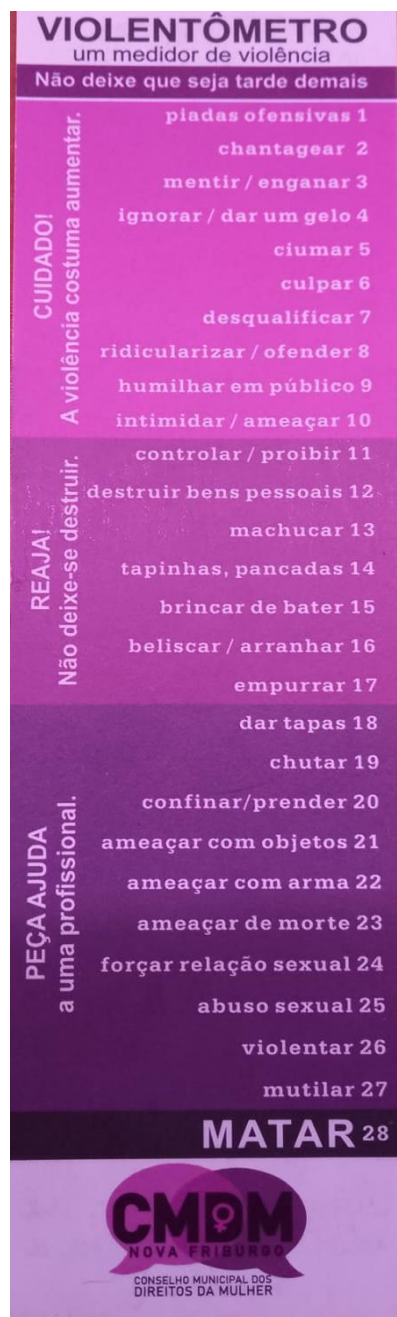 VIOLENTÔMETRO
um medidor de violência
Não deixe que seja tarde demais
CUIDADO!
A violência costuma aumentar.
piadas ofensivas 1
chantagear 2
mentir / enganar 3
ignorar / dar um gelo 4
ciumar 5
culpar 6
desqualificar 7
ridicularizar / ofender 8
humilhar em público 9
intimidar / ameaçar 10
REAJA!
Não deixe-se destruir.
controlar / proibir 11
destruir bens pessoais 12
machucar 13
tapinhas, pancadas 14
brincar de bater 15
beliscar / arranhar 16
empurrar 17
PEÇA AJUDA
a uma profissional.
dar tapas 18
chutar 19
confinar/prender 20
ameaçar com objetos 21
ameaçar com arma 22
ameaçar de morte 23
forçar relação sexual 24
abuso sexual 25
violentar 26
mutilar 27
MATAR 28
CMDM
NOVA FRIBURGO
CONSELHO MUNICIPAL DOS
DIREITOS DA MULHER